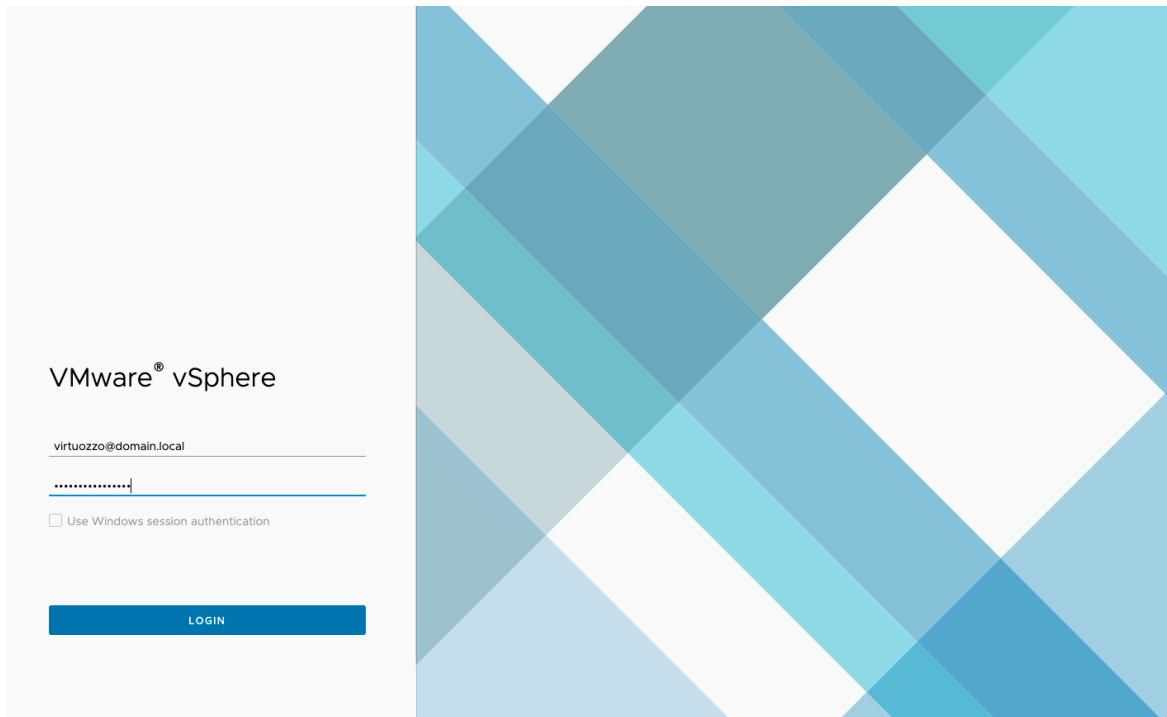 VMware® vSphere
virtuozzo@domain.local
••••••••••••••••
Use Windows session authentication
LOGIN